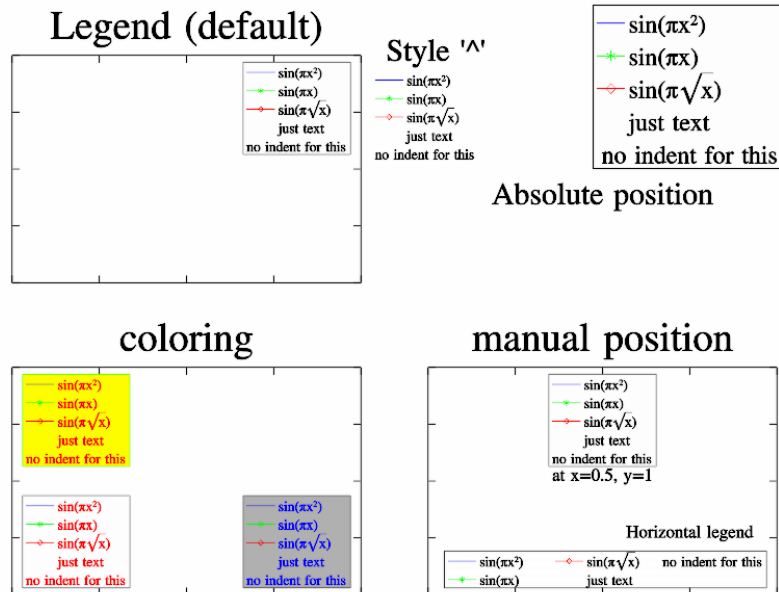 Legend (default)
sin(πx²)
sin(πx)
sin(π√x)
just text
no indent for this
Style '^'
sin(πx²)
sin(πx)
sin(π√x)
just text
no indent for this
sin(πx²)
sin(πx)
sin(π√x)
just text
no indent for this
Absolute position
coloring
sin(πx²)
sin(πx)
sin(π√x)
just text
no indent for this
sin(πx²)
sin(πx)
sin(π√x)
just text
no indent for this
sin(πx²)
sin(πx)
sin(π√x)
just text
no indent for this
manual position
sin(πx²)
sin(πx)
sin(π√x)
just text
no indent for this
at x=0.5, y=1
Horizontal legend
sin(πx²) sin(π√x) no indent for this
sin(πx) just text